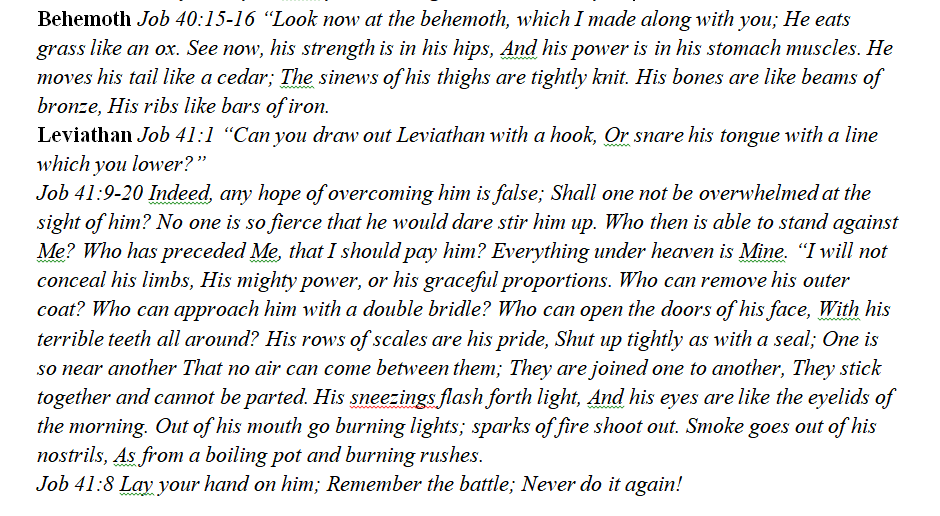 Behemoth Job 40:15-16 “Look now at the behemoth, which I made along with you; He eats
grass like an ox. See now, his strength is in his hips, And his power is in his stomach muscles. He
moves his tail like a cedar; The sinews of his thighs are tightly knit. His bones are like beams of
bronze, His ribs like bars of iron.
Leviathan Job 41:1 “Can you draw out Leviathan with a hook, Or snare his tongue with a line
which you lower?”
Job 41:9-20 Indeed, any hope of overcoming him is false; Shall one not be overwhelmed at the
sight of him? No one is so fierce that he would dare stir him up. Who then is able to stand against
Me? Who has preceded Me, that I should pay him? Everything under heaven is Mine. “I will not
conceal his limbs, His mighty power, or his graceful proportions. Who can remove his outer
coat? Who can approach him with a double bridle? Who can open the doors of his face, With his
terrible teeth all around? His rows of scales are his pride, Shut up tightly as with a seal; One is
so near another That no air can come between them; They are joined one to another, They stick
together and cannot be parted. His sneezings flash forth light, And his eyes are like the eyelids of
the morning. Out of his mouth go burning lights; sparks of fire shoot out. Smoke goes out of his
nostrils, As from a boiling pot and burning rushes.
Job 41:8 Lay your hand on him; Remember the battle; Never do it again!